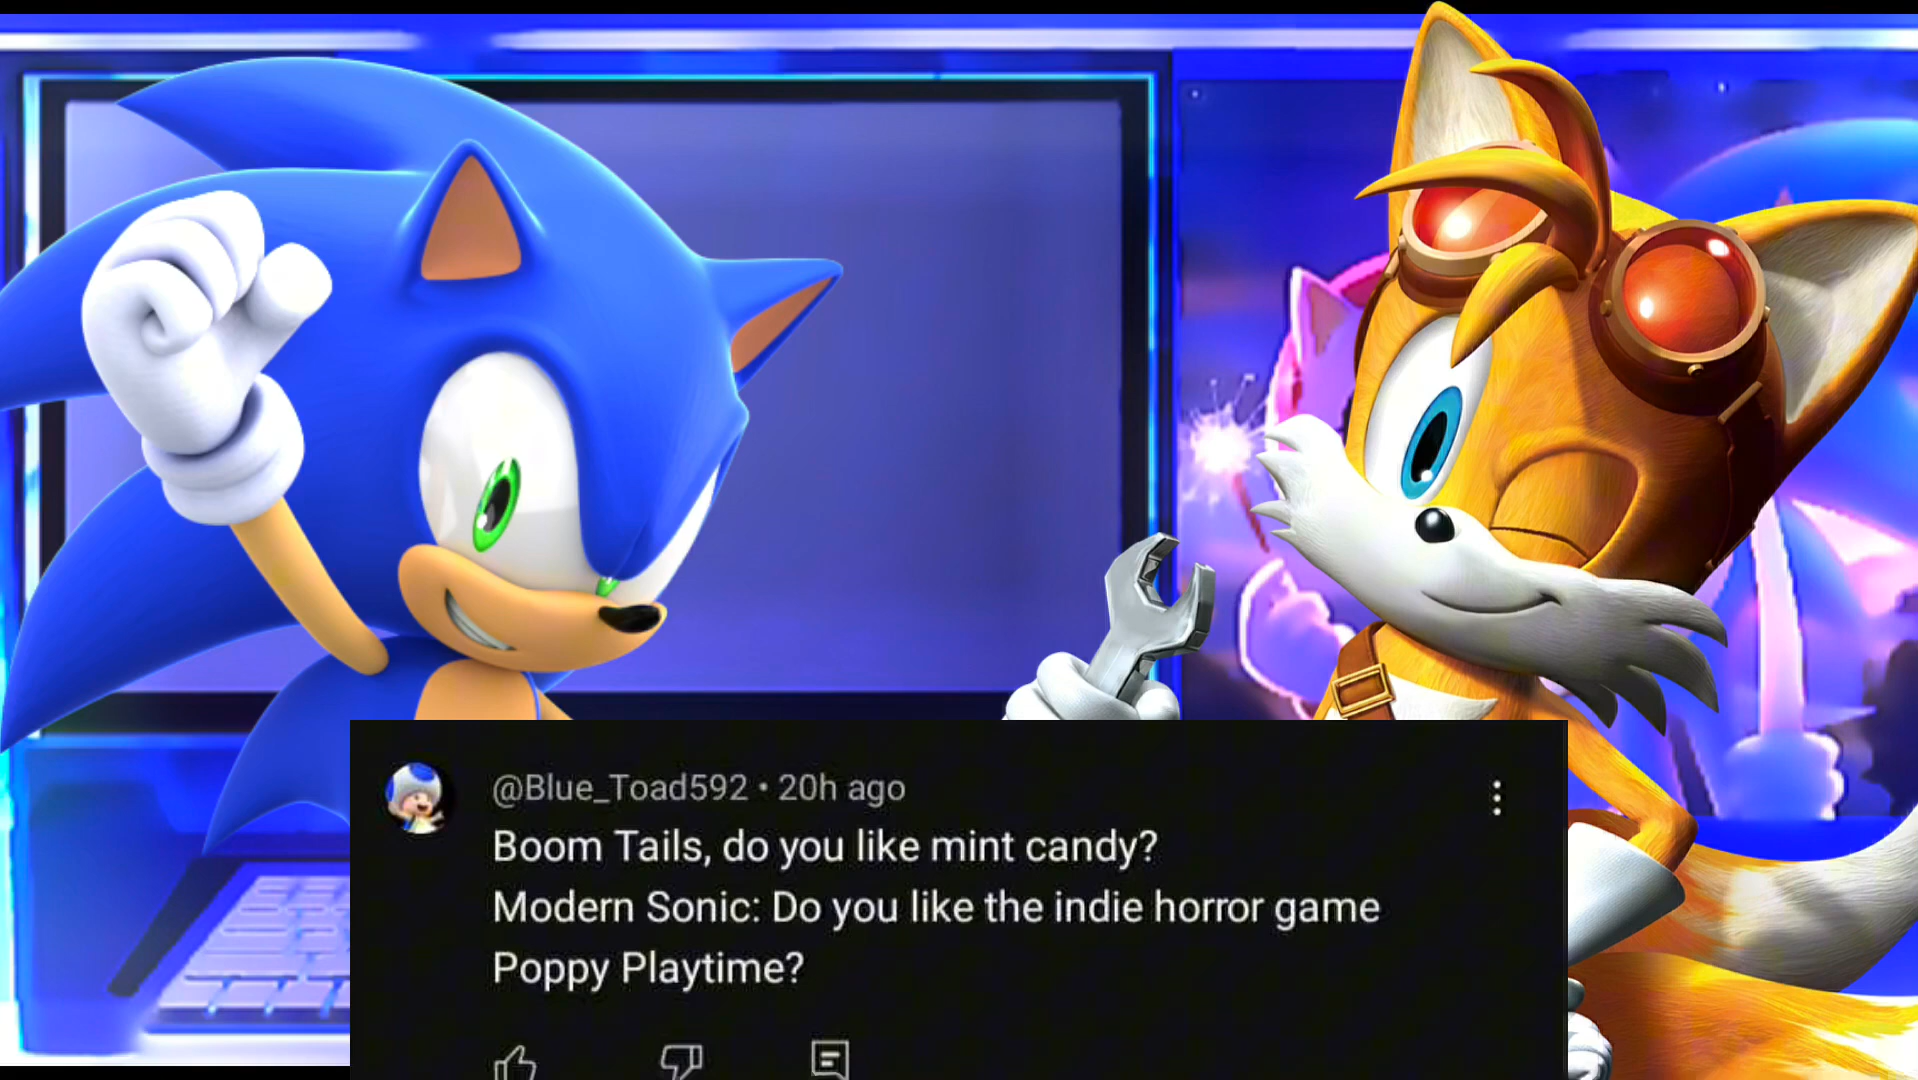 @Blue_Toad592 • 20h ago
Boom Tails, do you like mint candy?
Modern Sonic: Do you like the indie horror game
Poppy Playtime?